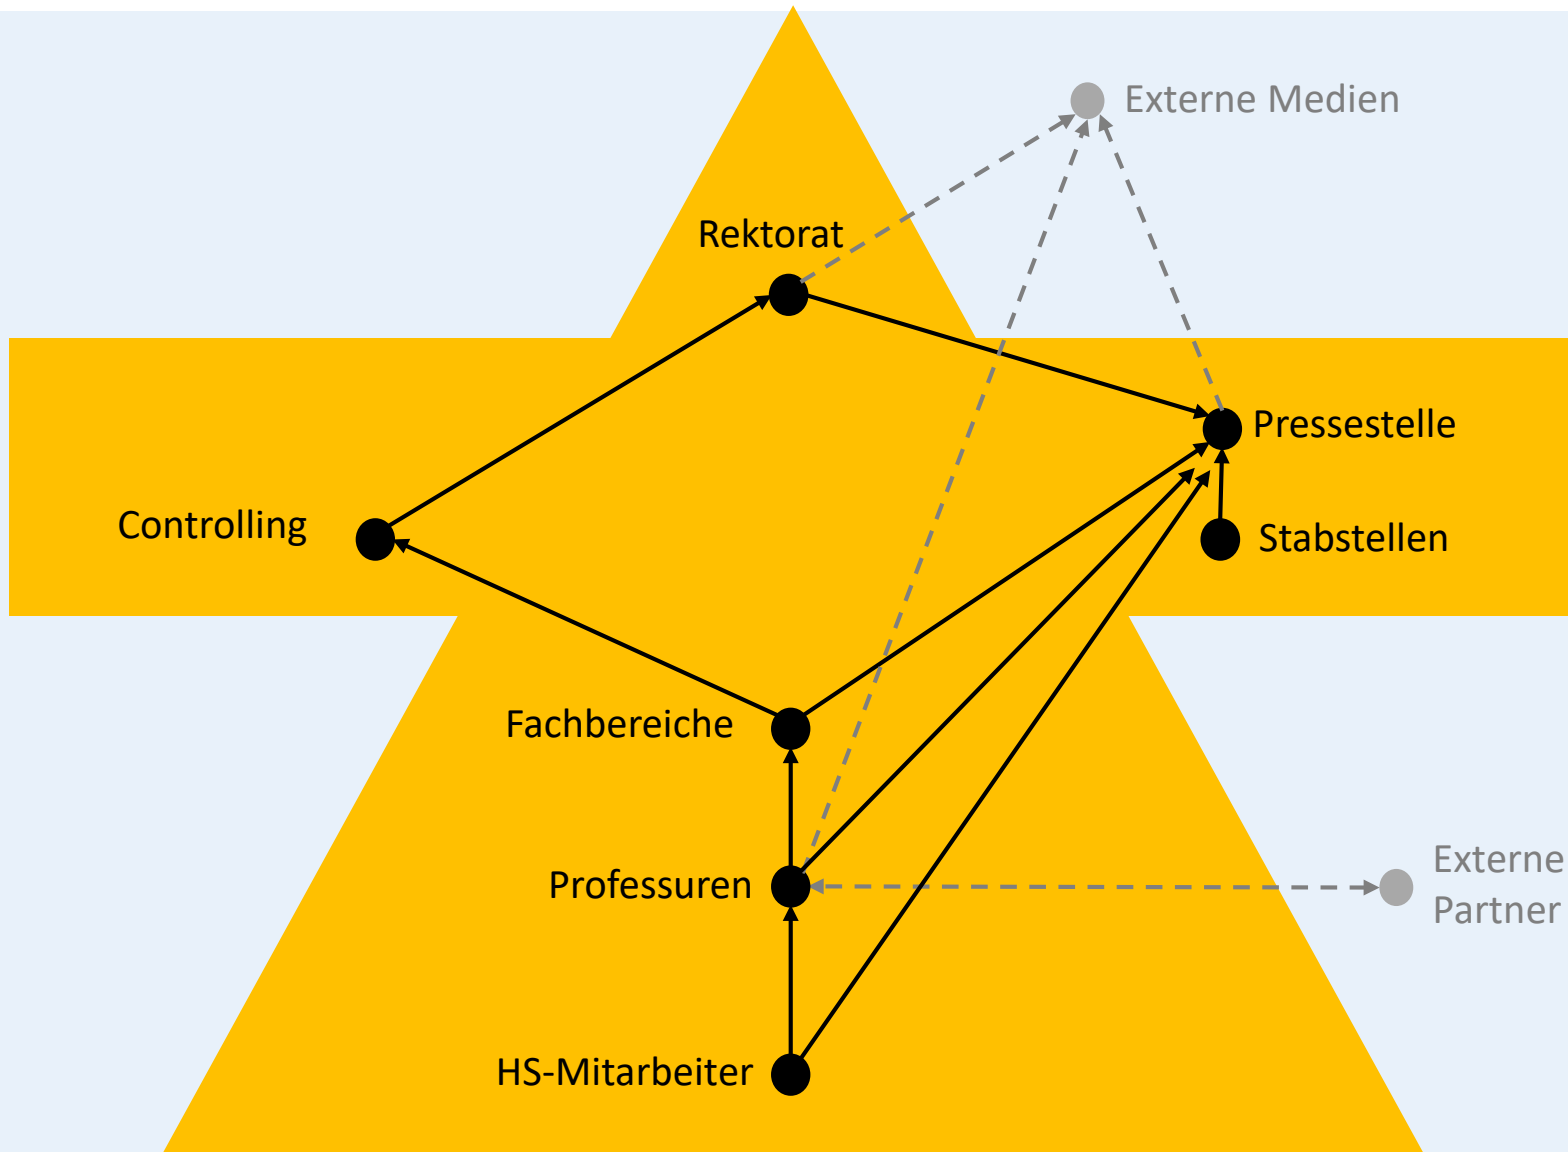 Externe Medien
Rektorat
Pressestelle
Controlling
Stabstellen
Fachbereiche
Professuren
Externe
Partner
HS-Mitarbeiter